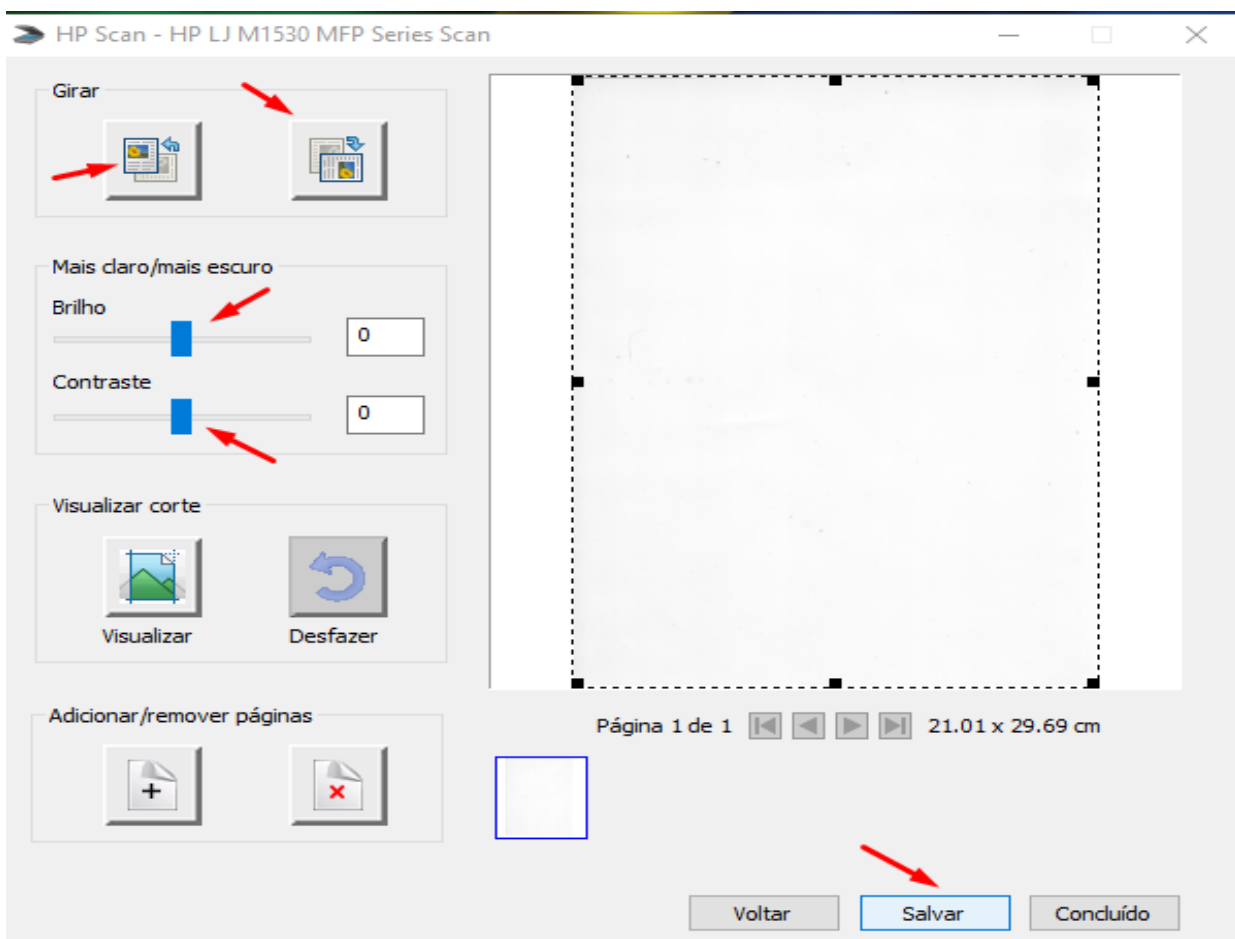 HP Scan - HP LJ M1530 MFP Series Scan
Girar
Mais claro/mais escuro
Brilho
0
Contraste
0
Visualizar corte
Visualizar
Desfazer
Adicionar/remover páginas
Página 1 de 1
21.01 x 29.69 cm
Voltar
Salvar
Concluído